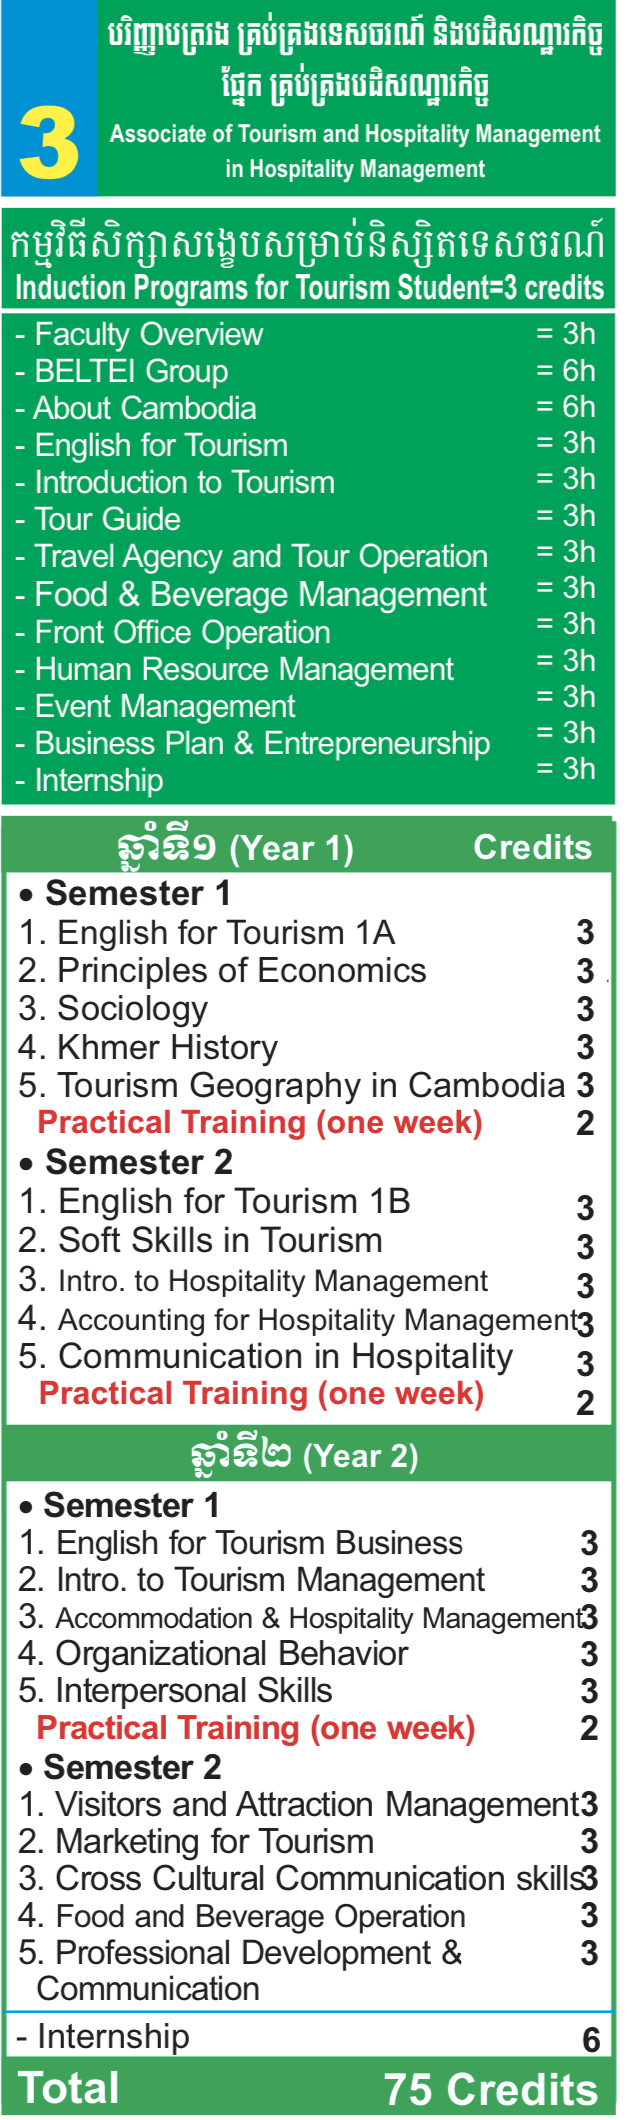 3
បរិញ្ញាបត្ររង គ្រប់គ្រងទេសចរណ៍ និងបដិសណ្ឋារកិច្ច
ផ្នែក គ្រប់គ្រងបដិសណ្ឋារកិច្ច
Associate of Tourism and Hospitality Management
in Hospitality Management
កម្មវិធីសិក្សាសង្ខេបសម្រាប់និស្សិតទេសចរណ៍
Induction Programs for Tourism Student=3 credits
- Faculty Overview = 3h
- BELTEI Group = 6h
- About Cambodia = 6h
- English for Tourism = 3h
- Introduction to Tourism = 3h
- Tour Guide = 3h
- Travel Agency and Tour Operation = 3h
- Food & Beverage Management = 3h
- Front Office Operation = 3h
- Human Resource Management = 3h
- Event Management = 3h
- Business Plan & Entrepreneurship = 3h
- Internship = 3h
ឆ្នាំទី១ (Year 1) Credits
• Semester 1
1. English for Tourism 1A 3
2. Principles of Economics 3
3. Sociology 3
4. Khmer History 3
5. Tourism Geography in Cambodia 3
Practical Training (one week) 2
• Semester 2
1. English for Tourism 1B 3
2. Soft Skills in Tourism 3
3. Intro. to Hospitality Management 3
4. Accounting for Hospitality Management 3
5. Communication in Hospitality 3
Practical Training (one week) 2
ឆ្នាំទី២ (Year 2)
• Semester 1
1. English for Tourism Business 3
2. Intro. to Tourism Management 3
3. Accommodation & Hospitality Management 3
4. Organizational Behavior 3
5. Interpersonal Skills 3
Practical Training (one week) 2
• Semester 2
1. Visitors and Attraction Management 3
2. Marketing for Tourism 3
3. Cross Cultural Communication skills 3
4. Food and Beverage Operation 3
5. Professional Development & 3
Communication
- Internship 6
Total 75 Credits